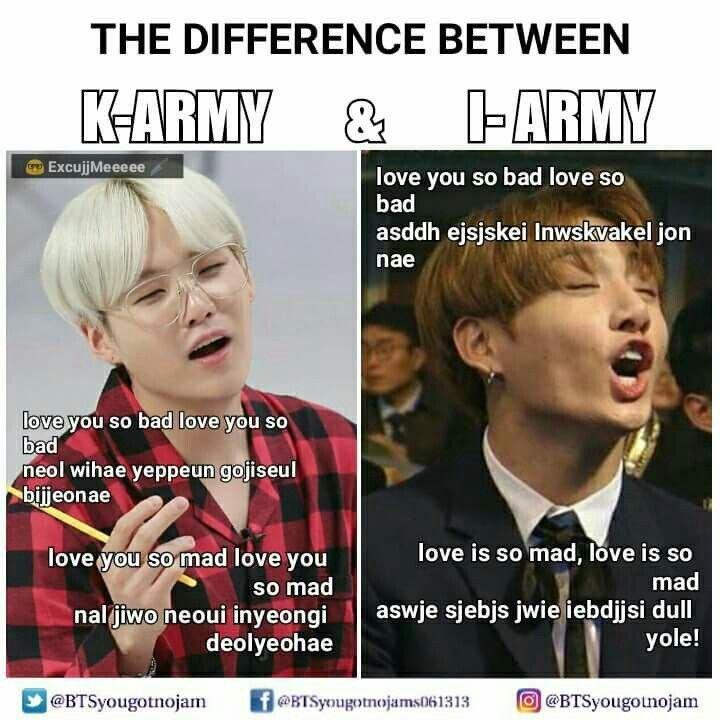 THE DIFFERENCE BETWEEN
K-ARMY & I-ARMY
ExcujjMeeeee
love you so bad love you so
bad
neol wihae yeppeun gojiseul
bijjeonae
love you so mad love you
so mad
nal jiwo neoui inyeongi
deolyeohae
love you so bad love so
bad
asddh ejsjskei Inwskvakel jon
nae
love is so mad, love is so
mad
aswje sjebjs jwie iebdjjsi dull
yole!
@BTSyougotnojam
@BTSyougotnojams061313
@BTSyougotnojam